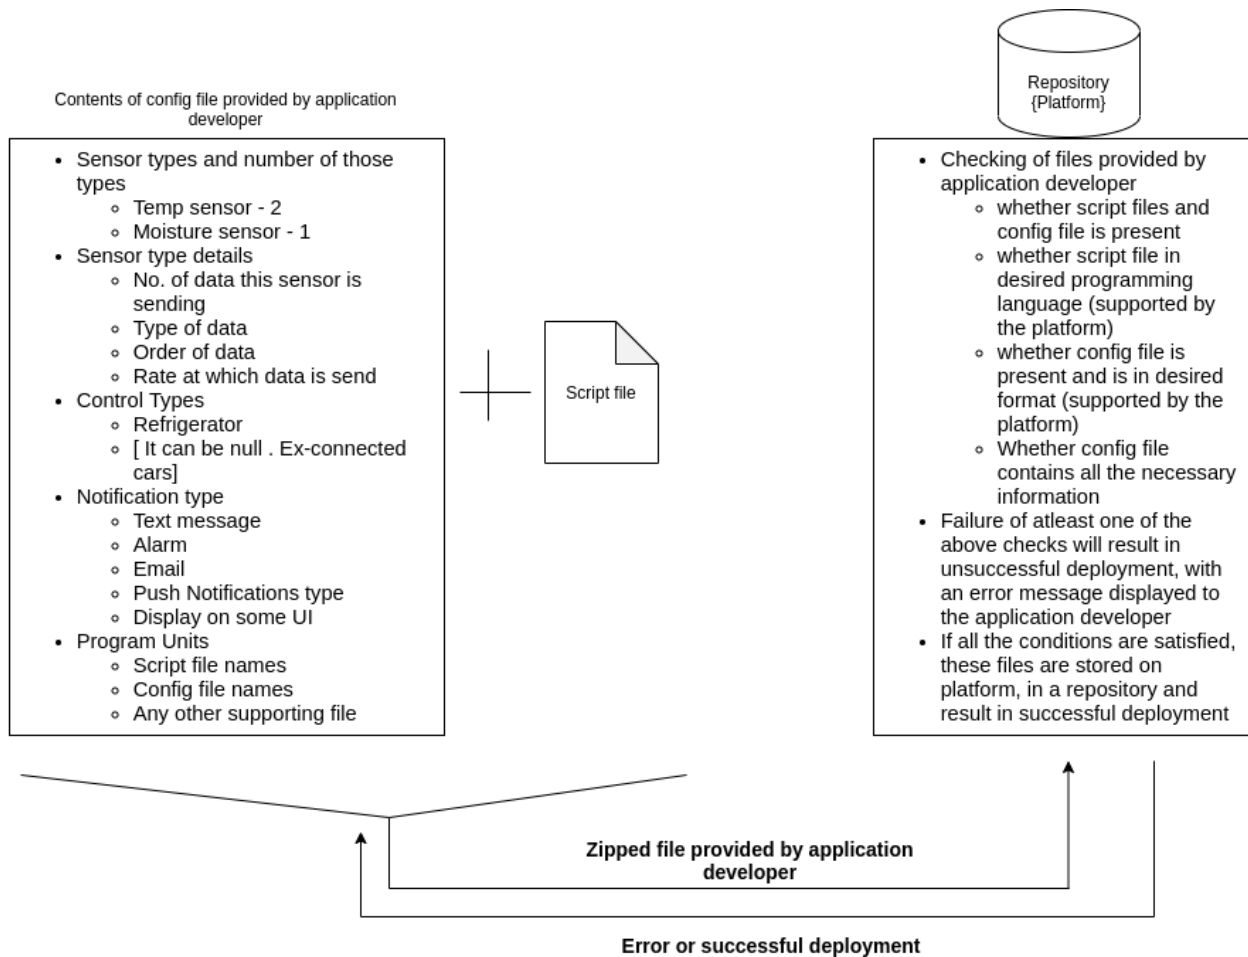 Contents of config file provided by application
developer
• Sensor types and number of those
types
○ Temp sensor - 2
○ Moisture sensor - 1
• Sensor type details
○ No. of data this sensor is
sending
○ Type of data
○ Order of data
○ Rate at which data is send
• Control Types
○ Refrigerator
○ [ It can be null . Ex-connected
cars]
• Notification type
○ Text message
○ Alarm
○ Email
○ Push Notifications type
○ Display on some UI
• Program Units
○ Script file names
○ Config file names
○ Any other supporting file
Script file
Repository
{Platform}
• Checking of files provided by
application developer
○ whether script files and
config file is present
○ whether script file in
desired programming
language (supported by
the platform)
○ whether config file is
present and is in desired
format (supported by the
platform)
○ Whether config file
contains all the necessary
information
• Failure of atleast one of the
above checks will result in
unsuccessful deployment, with
an error message displayed to
the application developer
• If all the conditions are satisfied,
these files are stored on
platform, in a repository and
result in successful deployment
Zipped file provided by application
developer
Error or successful deployment